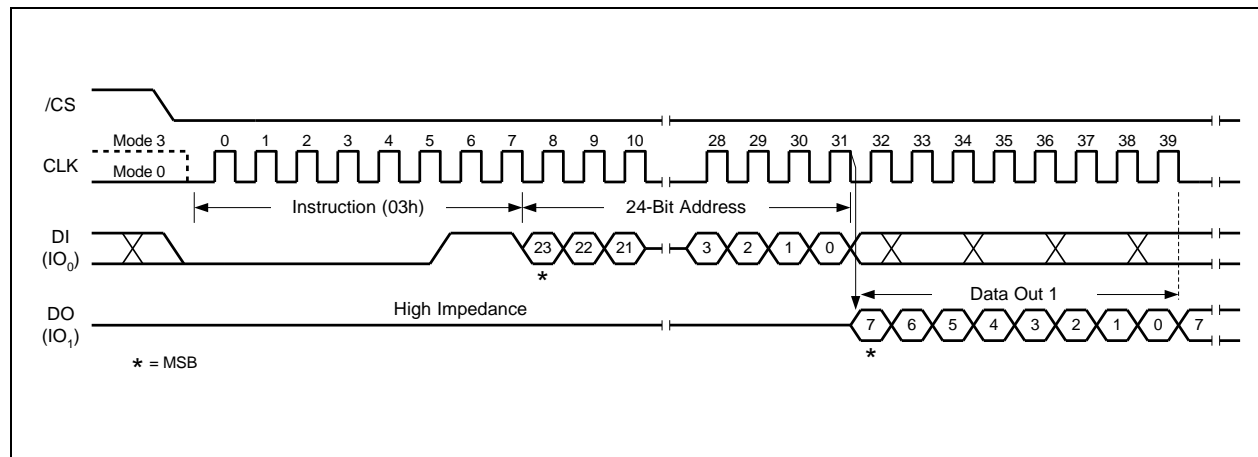 /CS
Mode 3
0 1 2 3 4 5 6 7 8 9 10 28 29 30 31 32 33 34 35 36 37 38 39
CLK
Mode 0
Instruction (03h) 24-Bit Address
DI
(IO0)
23 22 21 3 2 1 0
*
High Impedance
Data Out 1
DO
(IO1)
7 6 5 4 3 2 1 0 7
*
* = MSB